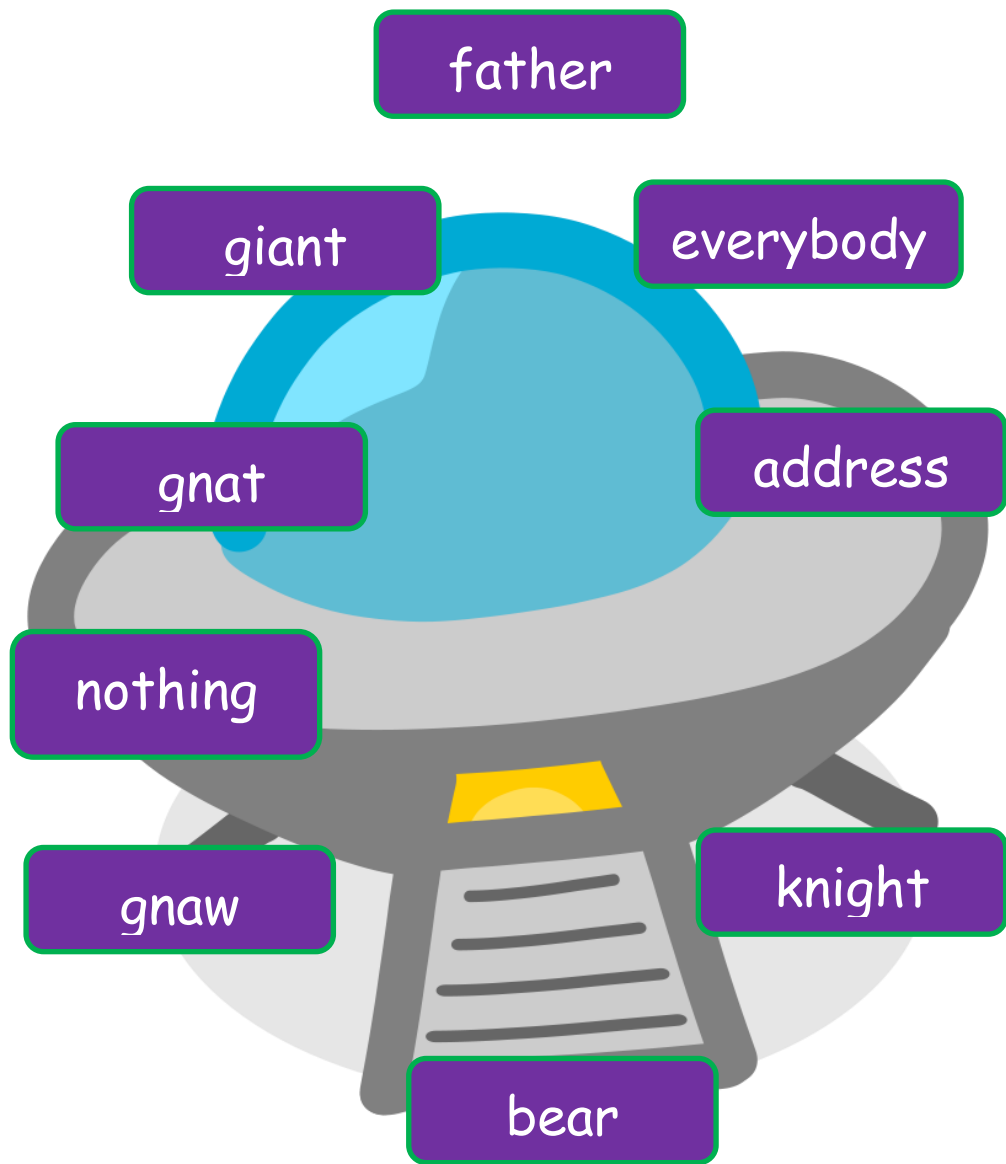 father
giant
everybody
gnat
address
nothing
gnaw
knight
bear